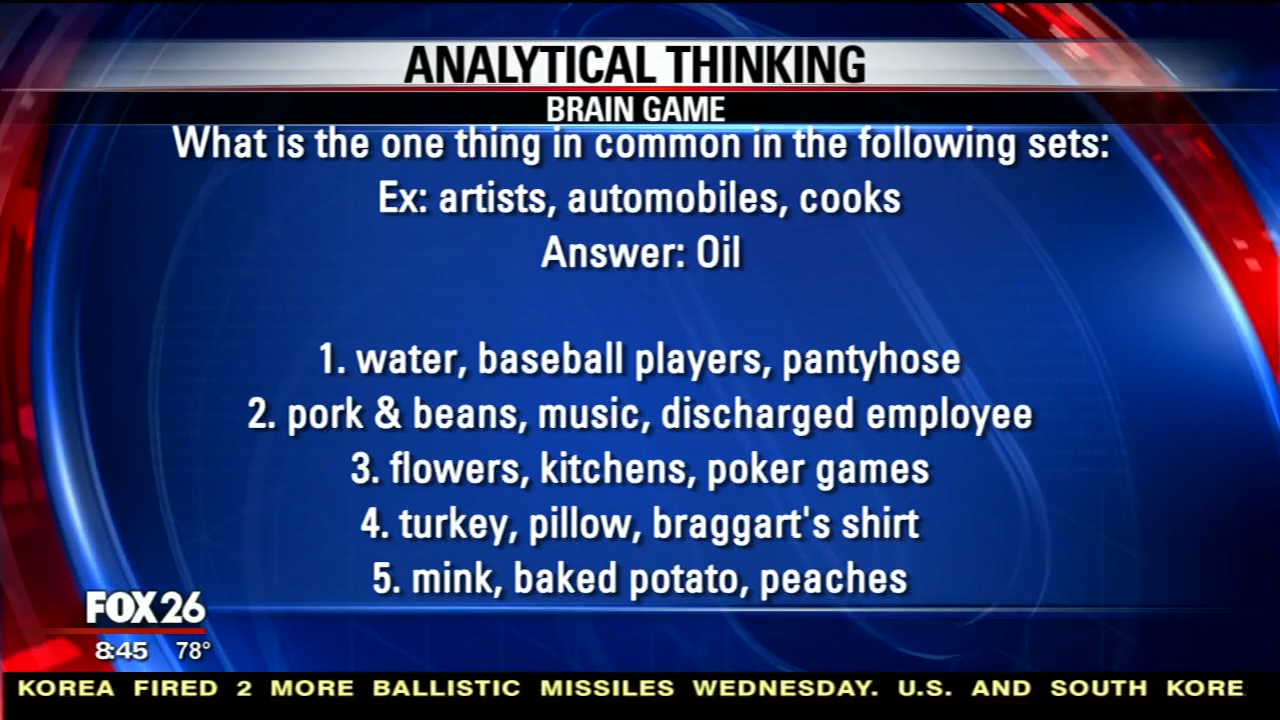 ANALYTICAL THINKING
BRAIN GAME
What is the one thing in common in the following sets:
Ex: artists, automobiles, cooks
Answer: Oil
1. water, baseball players, pantyhose
2. pork & beans, music, discharged employee
3. flowers, kitchens, poker games
4. turkey, pillow, braggart's shirt
5. mink, baked potato, peaches
FOX 26
8:45 78°
KOREA FIRED 2 MORE BALLISTIC MISSILES WEDNESDAY. U.S. AND SOUTH KORE